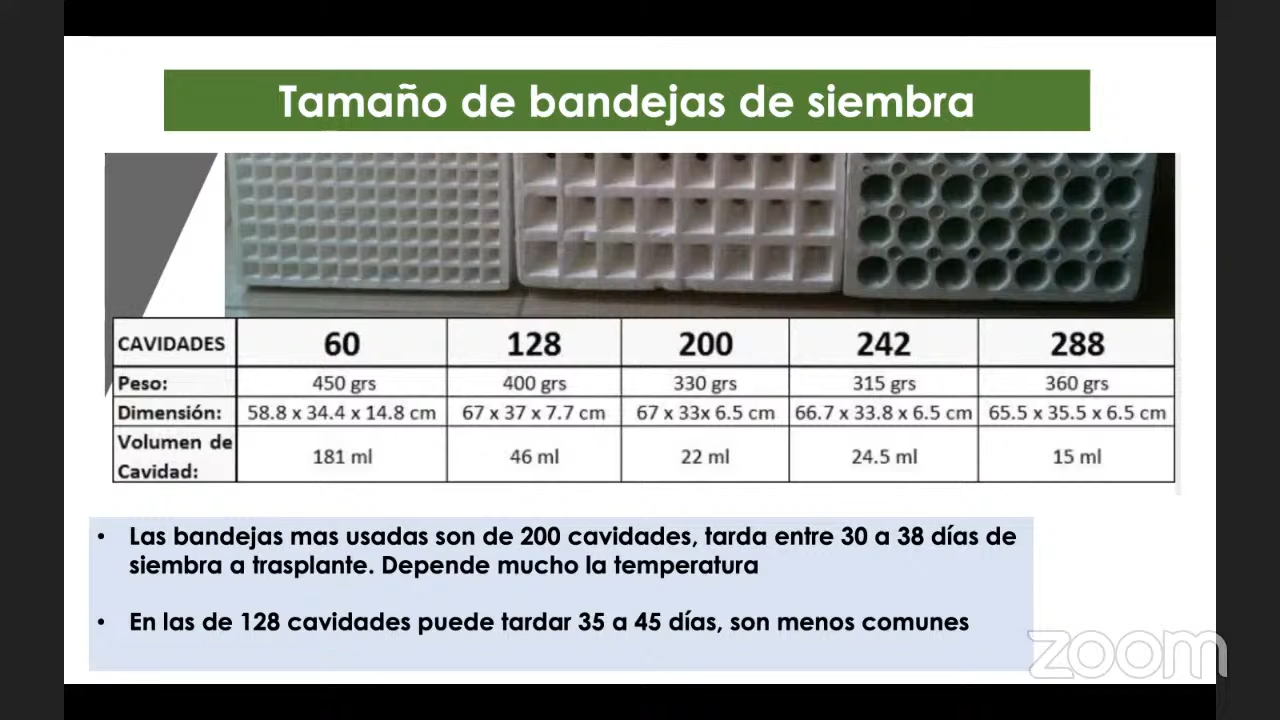 Tamaño de bandejas de siembra
CAVIDADES 60 128 200 242 288
Peso: 450 grs 400 grs 330 grs 315 grs 360 grs
Dimensión: 58.8 x 34.4 x 14.8 cm 67 x 37 x 7.7 cm 67 x 33x 6.5 cm 66.7 x 33.8 x 6.5 cm 65.5 x 35.5 x 6.5 cm
Volumen de
Cavidad: 181 ml 46 ml 22 ml 24.5 ml 15 ml
• Las bandejas mas usadas son de 200 cavidades, tarda entre 30 a 38 días de
siembra a trasplante. Depende mucho la temperatura
• En las de 128 cavidades puede tardar 35 a 45 días, son menos comunes
zoom